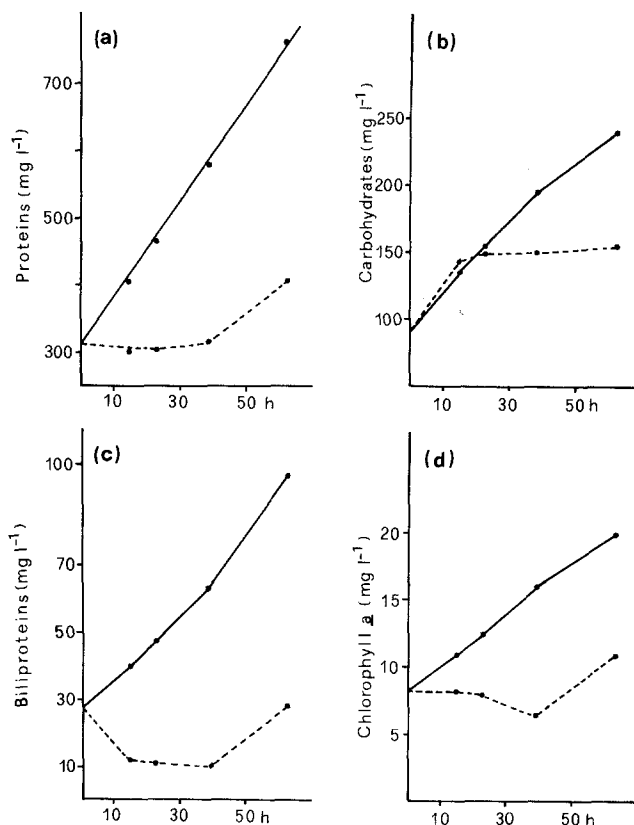 (a)
Proteins (mg l⁻¹)
700
500
300
10 30 50 h
(b)
Carbohydrates (mg l⁻¹)
250
200
150
100
10 30 50 h
(c)
Biliproteins (mg l⁻¹)
100
70
50
30
10
10 30 50 h
(d)
Chlorophyll a (mg l⁻¹)
20
15
10
5
10 30 50 h